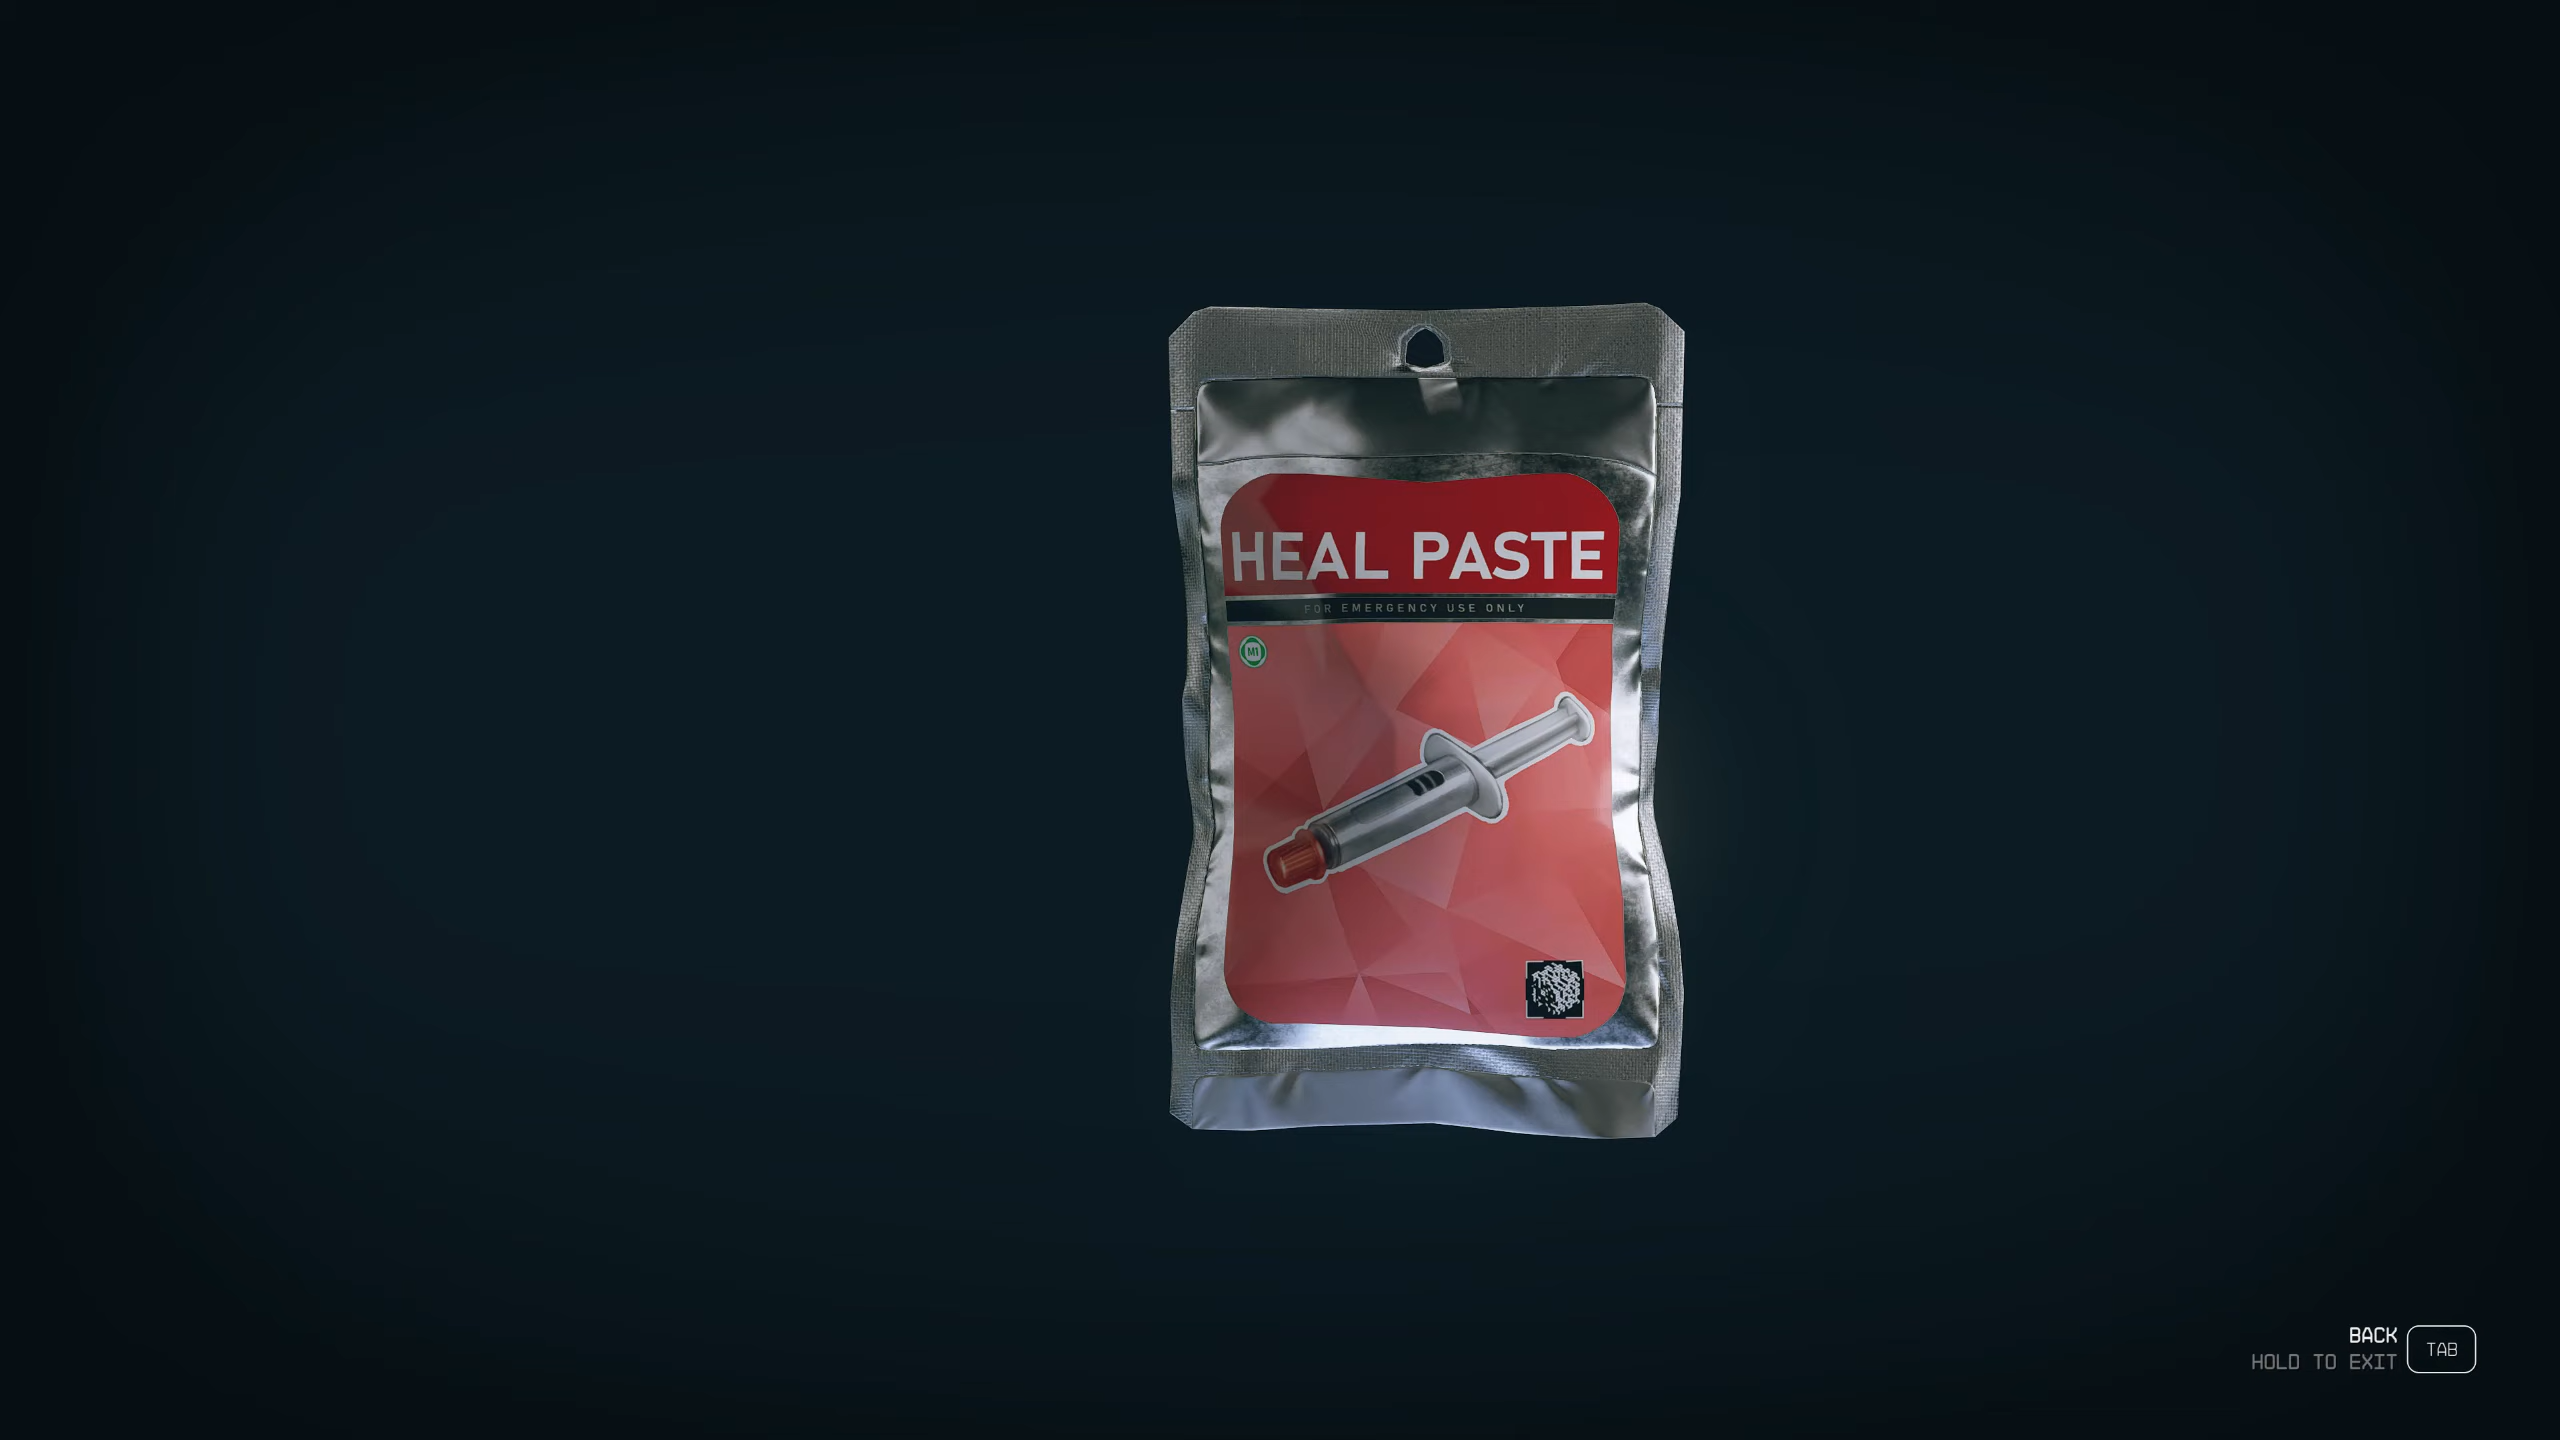 HEAL PASTE
FOR EMERGENCY USE ONLY
M1
BACK
HOLD TO EXIT
TAB